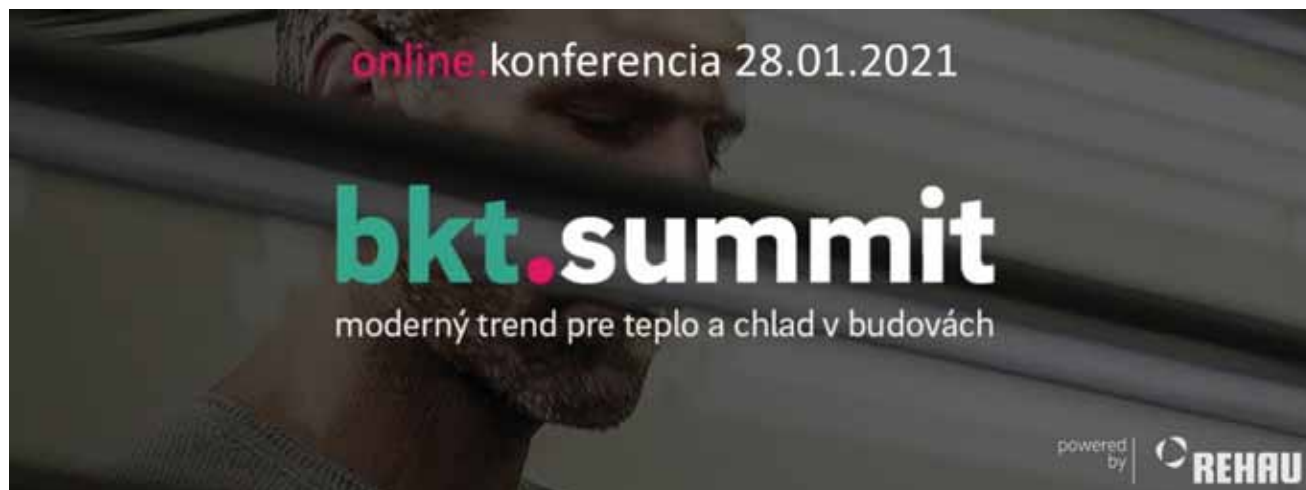 online.konferencia 28.01.2021
bkt.summit
moderný trend pre teplo a chlad v budovách
powered
by
REHAU